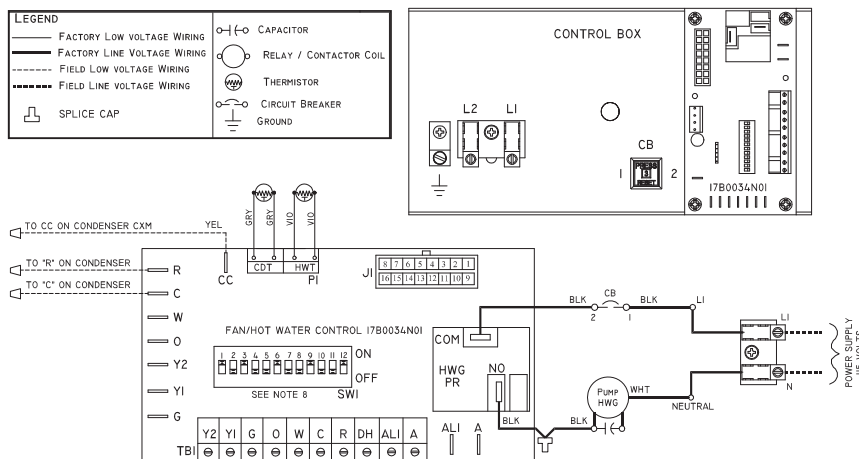 LEGEND
FACTORY LOW VOLTAGE WIRING
FACTORY LINE VOLTAGE WIRING
FIELD LOW VOLTAGE WIRING
FIELD LINE VOLTAGE WIRING
SPLICE CAP
CAPACITOR
RELAY / CONTACTOR COIL
THERMISTOR
CIRCUIT BREAKER
GROUND
CONTROL BOX
L2 L1
CB
1 2
PRESS
RESET
17B0034N01
TO CC ON CONDENSER CXM YEL
TO "R" ON CONDENSER
TO "C" ON CONDENSER
GRY GRY VIO VIO
CC
CDT HWT
P1
J1
8 7 6 5 4 3 2 1
16 15 14 13 12 11 10 9
R
C
W
O
Y2
Y1
G
FAN/HOT WATER CONTROL 17B0034N01
1 2 3 4 5 6 7 8 9 10 11 12
ON
OFF
SEE NOTE 8
SW1
COM
HWG
PR
NO
BLK
CB
2 1
BLK
L1
L1
N
POWER SUPPLY
115 VOLTS
PUMP
HWG
WHT
NEUTRAL
BLK
BLK
AL1 A
TB1
Y2 Y1 G O W C R DH AL1 A